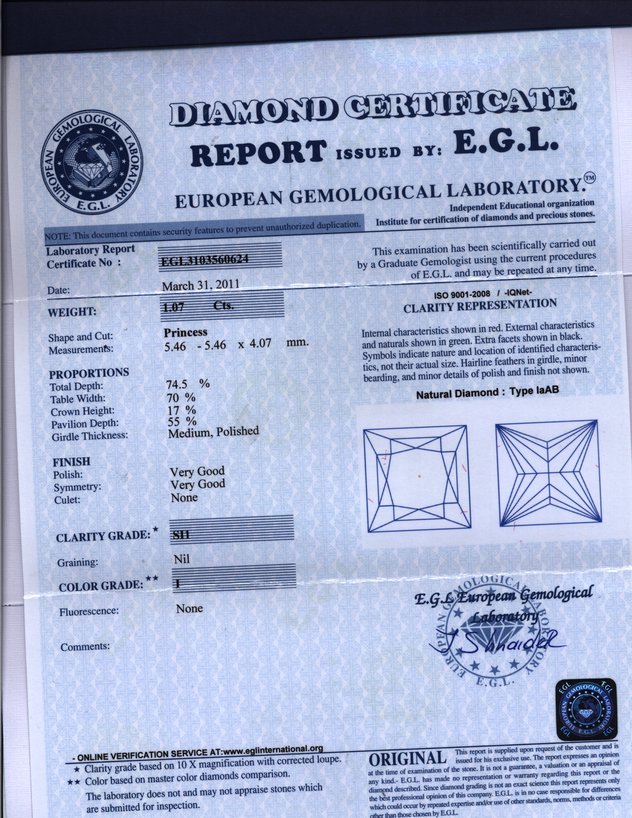 DIAMOND CERTIFICATE
REPORT ISSUED BY: E.G.L.
EUROPEAN GEMOLOGICAL LABORATORY.™
EUROPEAN GEMOLOGICAL LABORATORY
E.G.L.
Independent Educational organization
Institute for certification of diamonds and precious stones.
NOTE: This document contains security features to prevent unauthorized duplication.
Laboratory Report
Certificate No : EGL3103560624
Date: March 31, 2011
WEIGHT: 1.07 Cts.
Shape and Cut: Princess
Measurements: 5.46 - 5.46 x 4.07 mm.
PROPORTIONS
Total Depth: 74.5 %
Table Width: 70 %
Crown Height: 17 %
Pavilion Depth: 55 %
Girdle Thickness: Medium, Polished
FINISH
Polish: Very Good
Symmetry: Very Good
Culet: None
CLARITY GRADE:* SI1
Graining: Nil
COLOR GRADE:** I
Fluorescence: None
Comments:
This examination has been scientifically carried out
by a Graduate Gemologist using the current procedures
of E.G.L. and may be repeated at any time.
ISO 9001-2008 / -IQNet-
CLARITY REPRESENTATION
Internal characteristics shown in red. External characteristics
and naturals shown in green. Extra facets shown in black.
Symbols indicate nature and location of identified characteris-
tics, not their actual size. Hairline feathers in girdle, minor
bearding, and minor details of polish and finish not shown.
Natural Diamond : Type IaAB
E.G.L European Gemological
Laboratory
EUROPEAN GEMOLOGICAL LABORATORY
E.G.L.
EGL EGL
EUROPEAN GEMOLOGICAL LABORATORY
- ONLINE VERIFICATION SERVICE AT:www.eglinternational.org
★ Clarity grade based on 10 X magnification with corrected loupe.
★★ Color based on master color diamonds comparison.
The laboratory does not and may not appraise stones which
are submitted for inspection.
ORIGINAL This report is supplied upon request of the customer and is
issued for his exclusive use. The report expresses an opinion
at the time of examination of the stone. It is not a guarantee, a valuation or an appraisal of
any kind.- E.G.L. has made no representation or warranty regarding this report or the
diamond described. Since diamond grading is not an exact science this report represents only
the best professional opinion of this company. E.G.L. is in no case responsible for differences
which could occur by repeated expertise and/or use of other standards, norms, methods or criteria
other than those chosen by E.G.L.